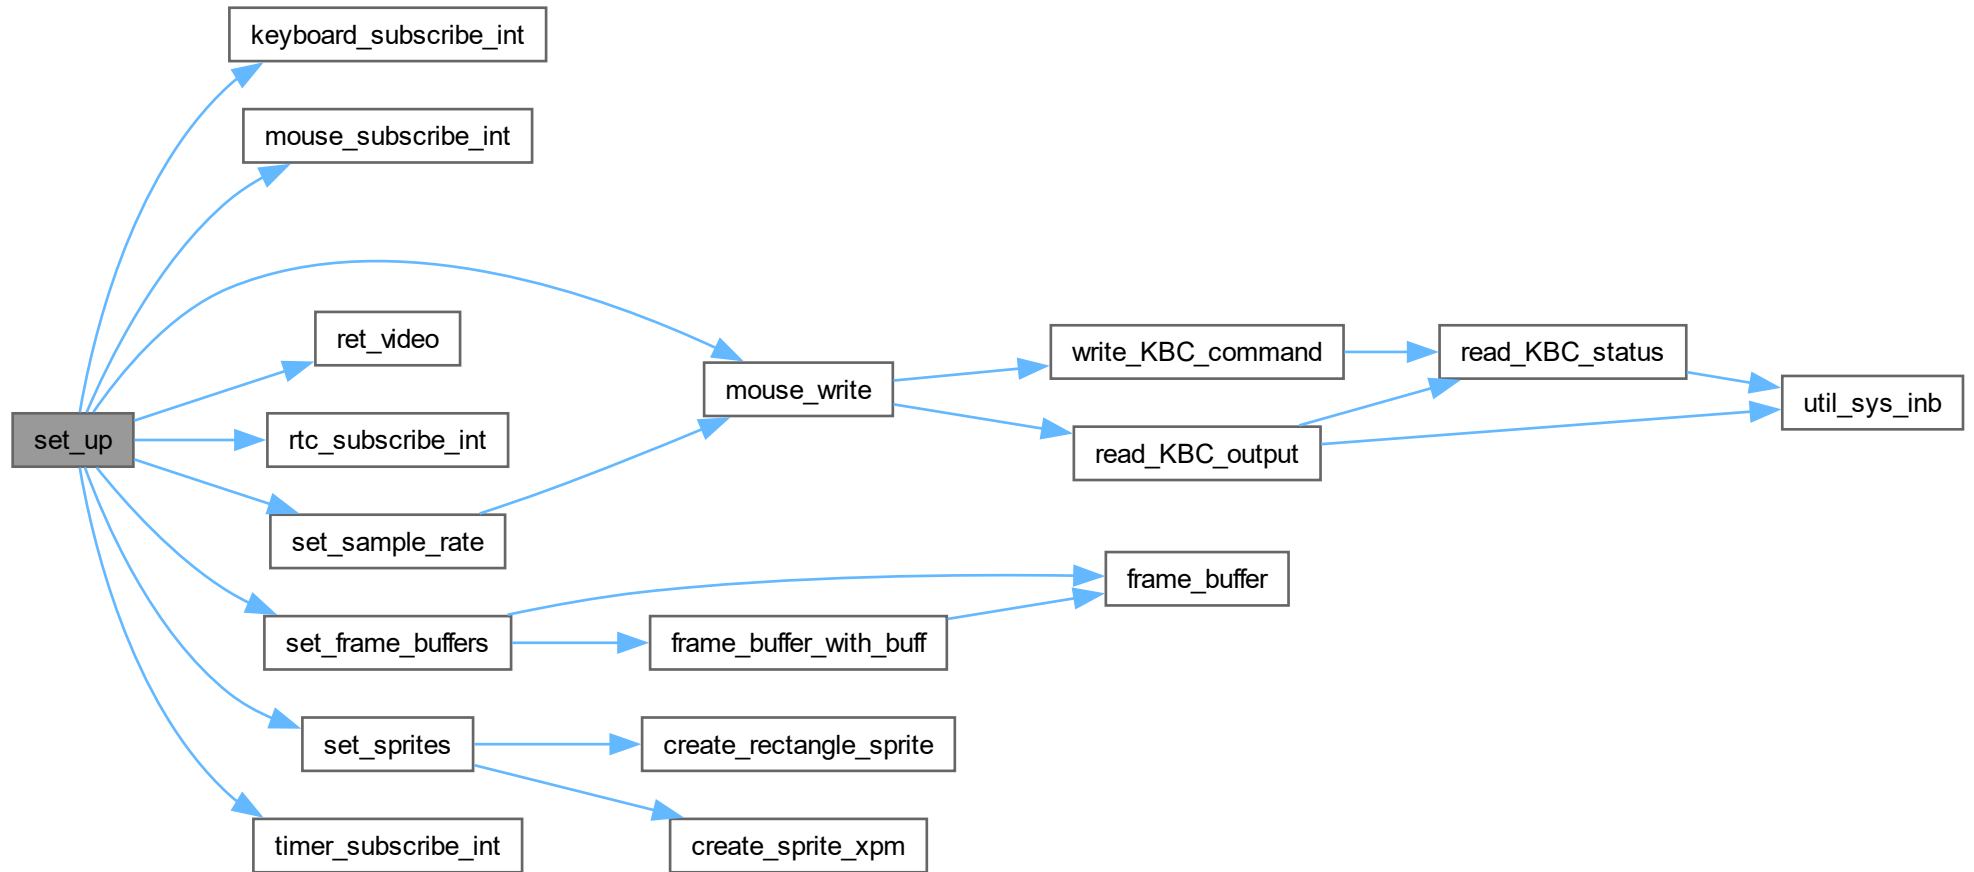 keyboard_subscribe_int
mouse_subscribe_int
ret_video
write_KBC_command
read_KBC_status
mouse_write
util_sys_inb
set_up
rtc_subscribe_int
read_KBC_output
set_sample_rate
frame_buffer
set_frame_buffers
frame_buffer_with_buff
set_sprites
create_rectangle_sprite
timer_subscribe_int
create_sprite_xpm